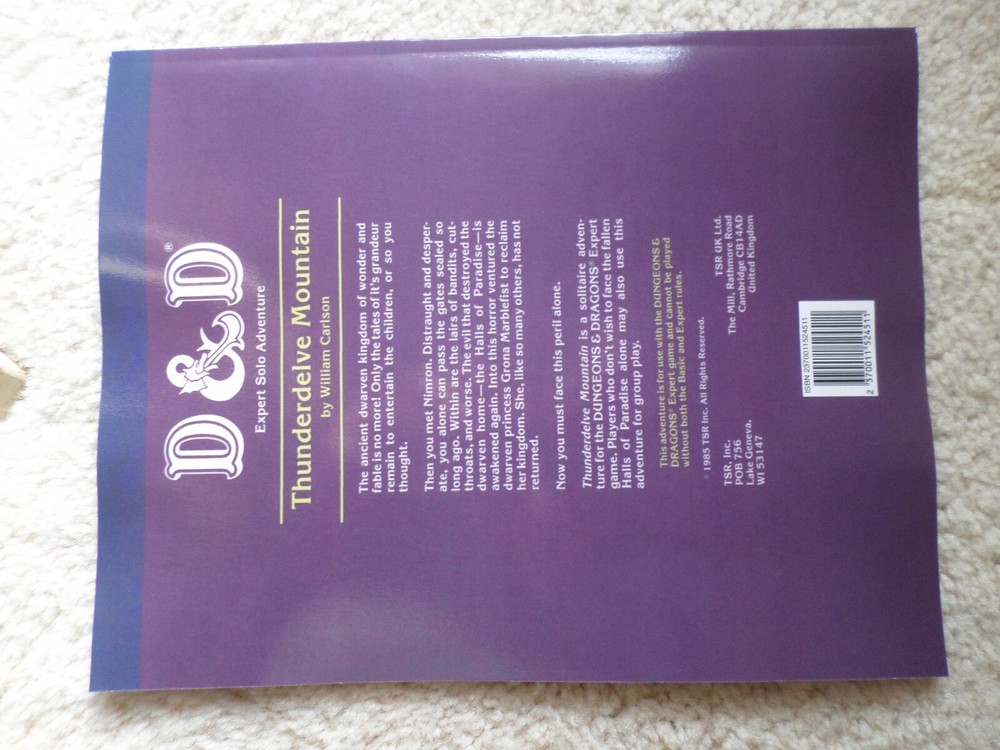 D & D®
Expert Solo Adventure
Thunderdelve Mountain
by William Carlson
The ancient dwarven kingdom of wonder and
fable is no more! Only the tales of it's grandeur
remain to entertain the children, or so you
thought.
Then you met Nimron. Distraught and desper-
ate, you alone can pass the gates sealed so
long ago. Within are the lairs of bandits, cut-
throats, and worse. The evil that destroyed the
dwarven home—the Halls of Paradise—is
awakened again. Into this horror ventured the
dwarven princess Grona Marblefist to reclaim
her kingdom. She, like so many others, has not
returned.
Now you must face this peril alone.
Thunderdelve Mountain is a solitare adven-
ture for the DUNGEONS & DRAGONS® Expert
game. Players who don't wish to face the fallen
Halls of Paradise alone may also use this
adventure for group play.
This adventure is for use with the DUNGEONS &
DRAGONS® Expert game and cannot be played
without both the Basic and Expert rules.
©1985 TSR Inc. All Rights Reserved.
TSR, Inc.
POB 756
Lake Geneva,
WI 53147
TSR UK Ltd.
The Mill, Rathmore Road
Cambridge CB14AD
United Kingdom
ISBN 2370011524511
2 370011 524511